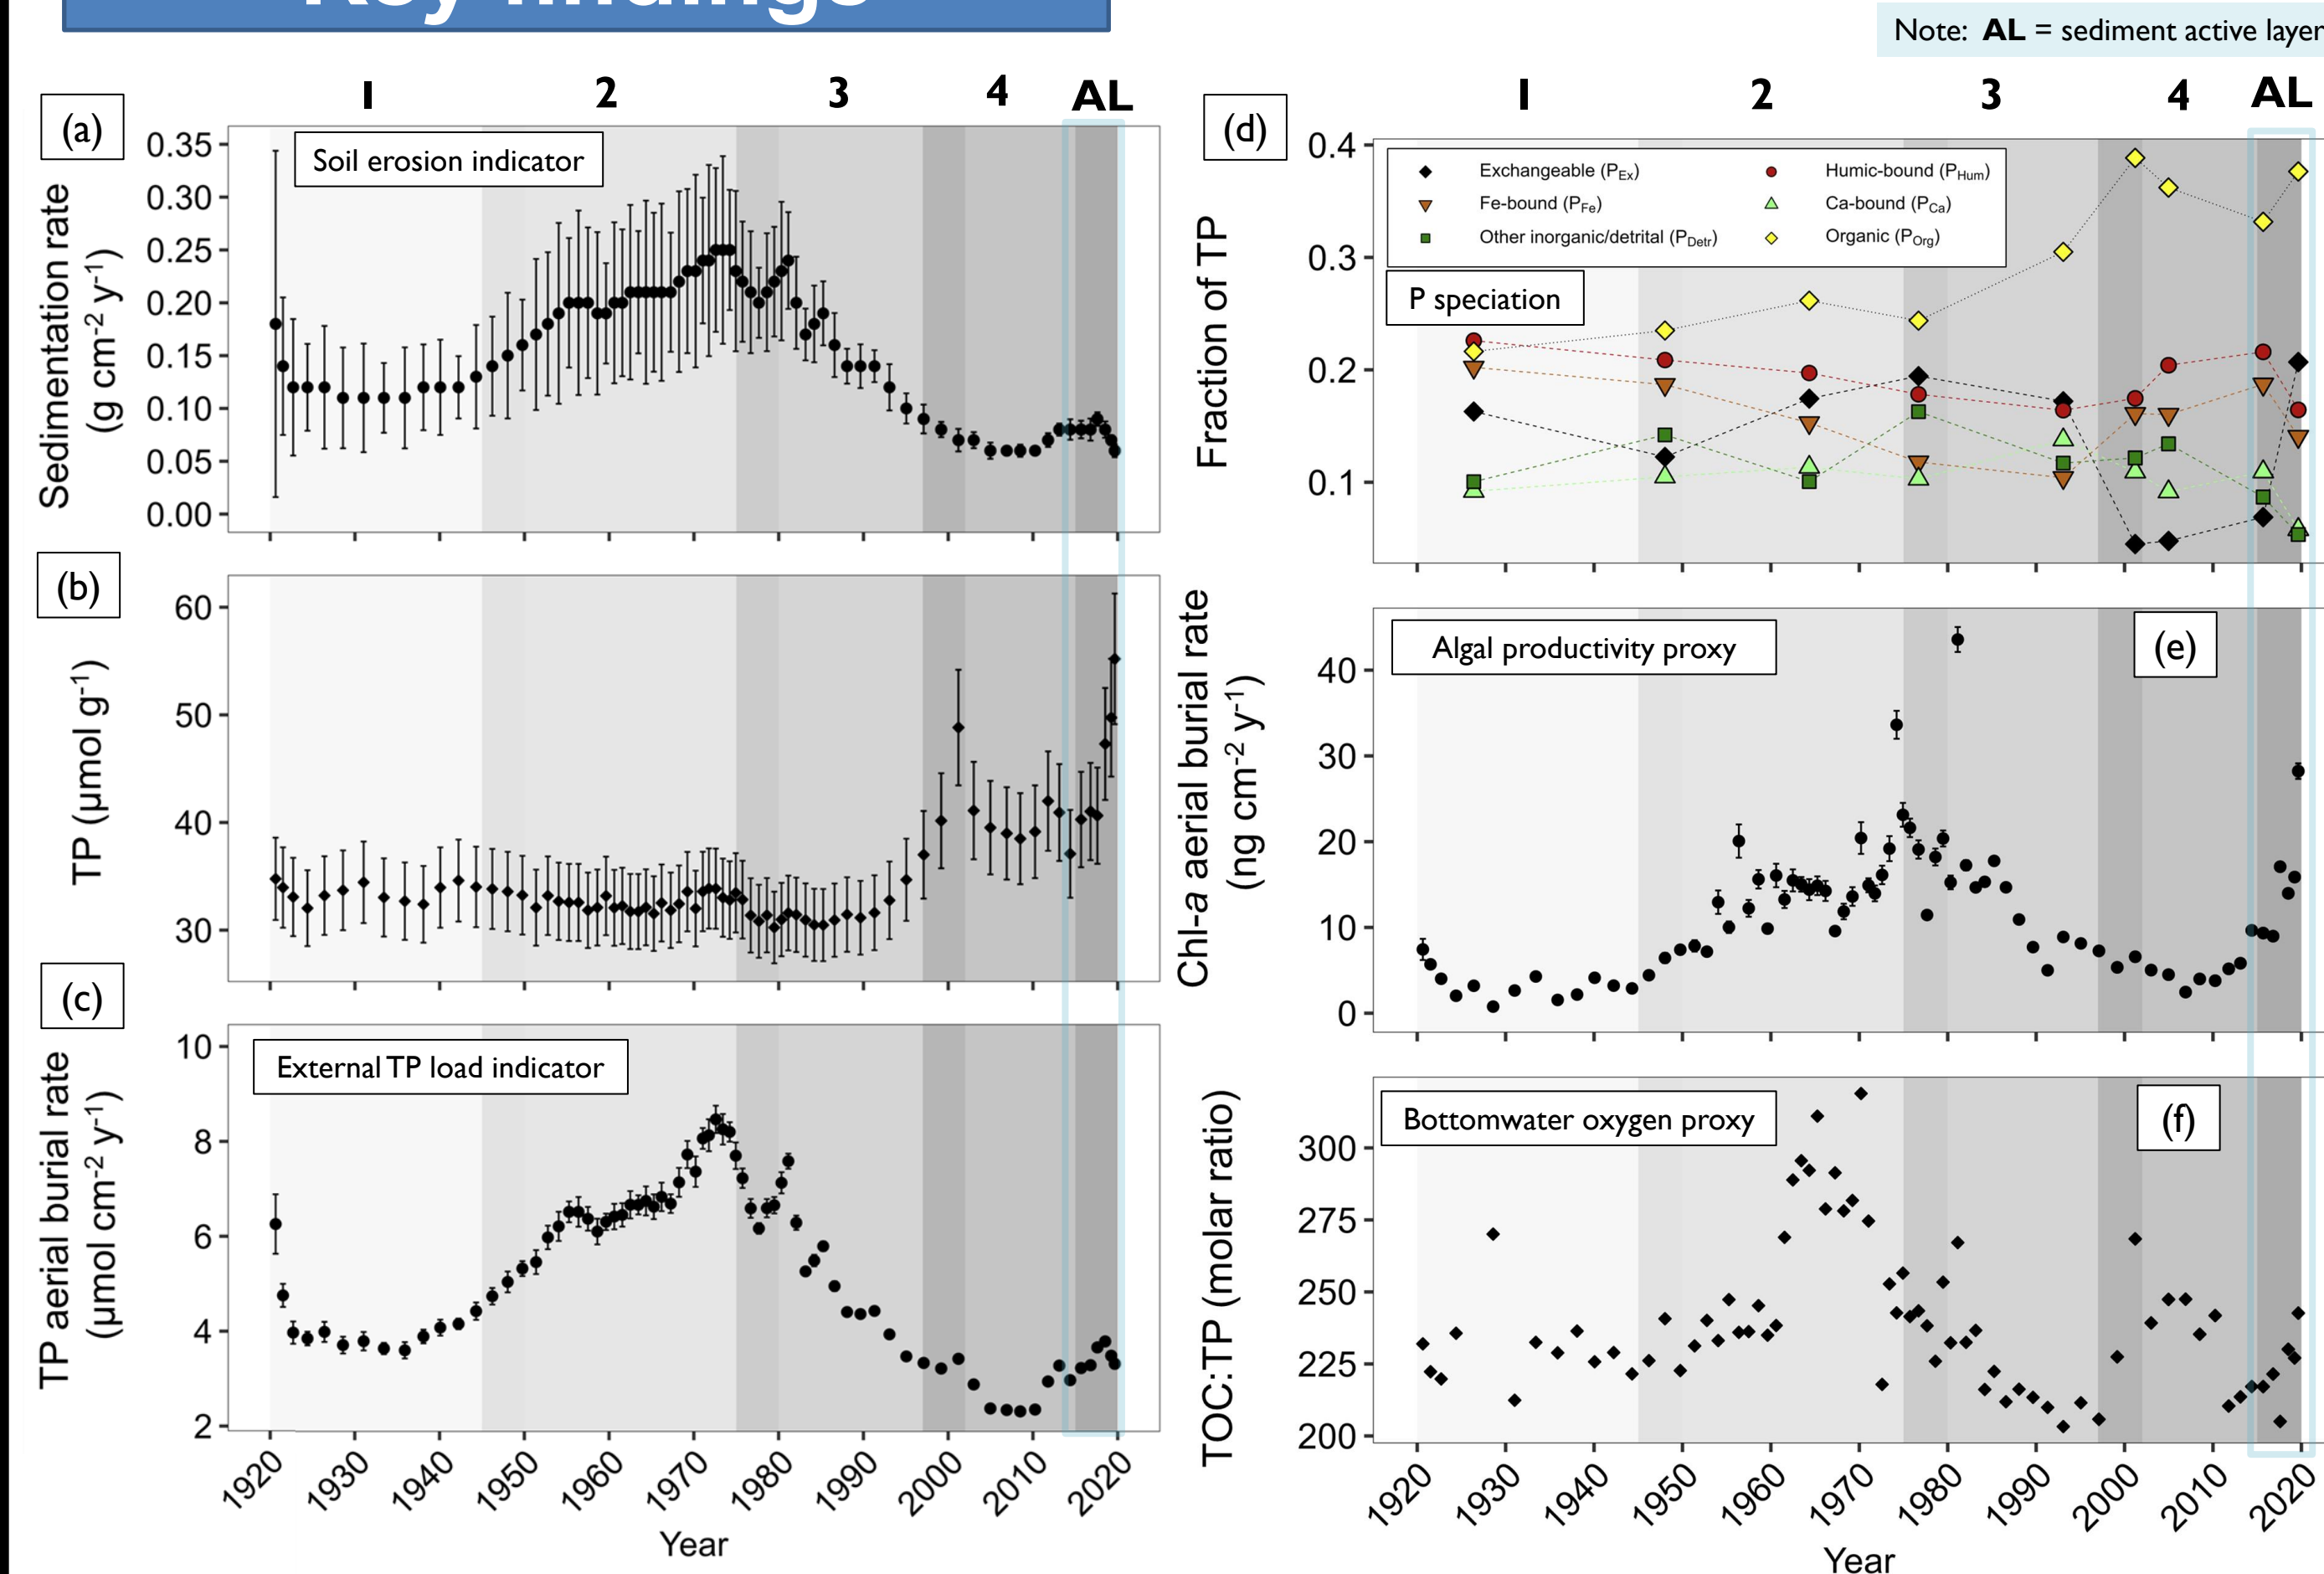 Key findings
Note: AL = sediment active layer
1 2 3 4 AL
(a)
Soil erosion indicator
Sedimentation rate
(g cm-2 y-1)
0.35
0.30
0.25
0.20
0.15
0.10
0.05
0.00
(b)
TP (µmol g-1)
60
50
40
30
(c)
External TP load indicator
TP aerial burial rate
(µmol cm-2 y-1)
10
8
6
4
2
1920 1930 1940 1950 1960 1970 1980 1990 2000 2010 2020
Year
1 2 3 4 AL
(d)
Exchangeable (PEx)
Humic-bound (PHum)
Fe-bound (PFe)
Ca-bound (PCa)
Other inorganic/detrital (PDetr)
Organic (POrg)
P speciation
Fraction of TP
0.4
0.3
0.2
0.1
Algal productivity proxy
(e)
Chl-a aerial burial rate
(ng cm-2 y-1)
40
30
20
10
0
Bottomwater oxygen proxy
(f)
TOC:TP (molar ratio)
300
275
250
225
200
1920 1930 1940 1950 1960 1970 1980 1990 2000 2010 2020
Year